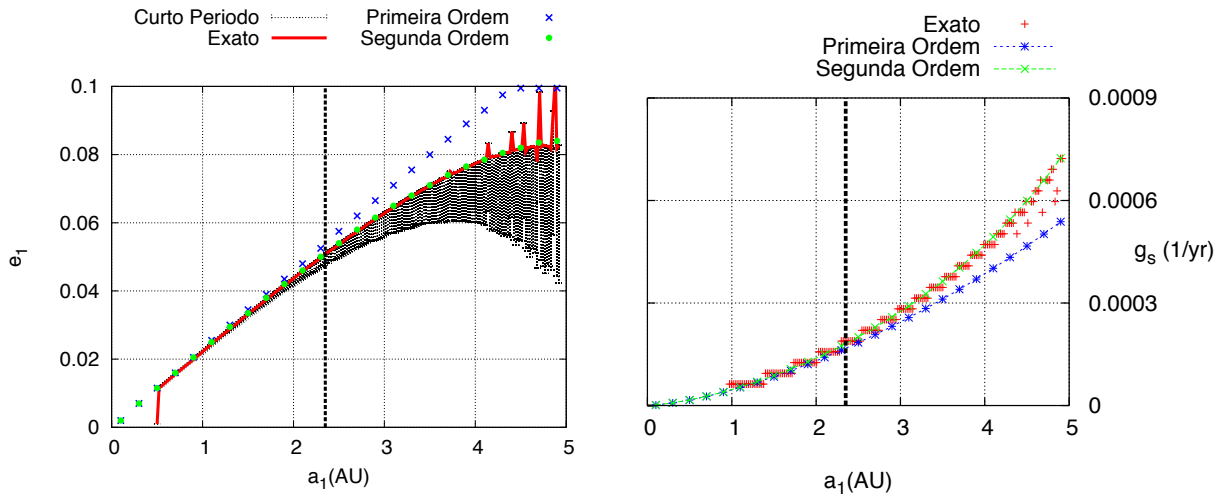 Curto Periodo
Primeira Ordem
Exato
Segunda Ordem
0.1
0.08
0.06
e1
0.04
0.02
0
0 1 2 3 4 5
a1(AU)
Exato
Primeira Ordem
Segunda Ordem
0.0009
0.0006
gs (1/yr)
0.0003
0
0 1 2 3 4 5
a1(AU)